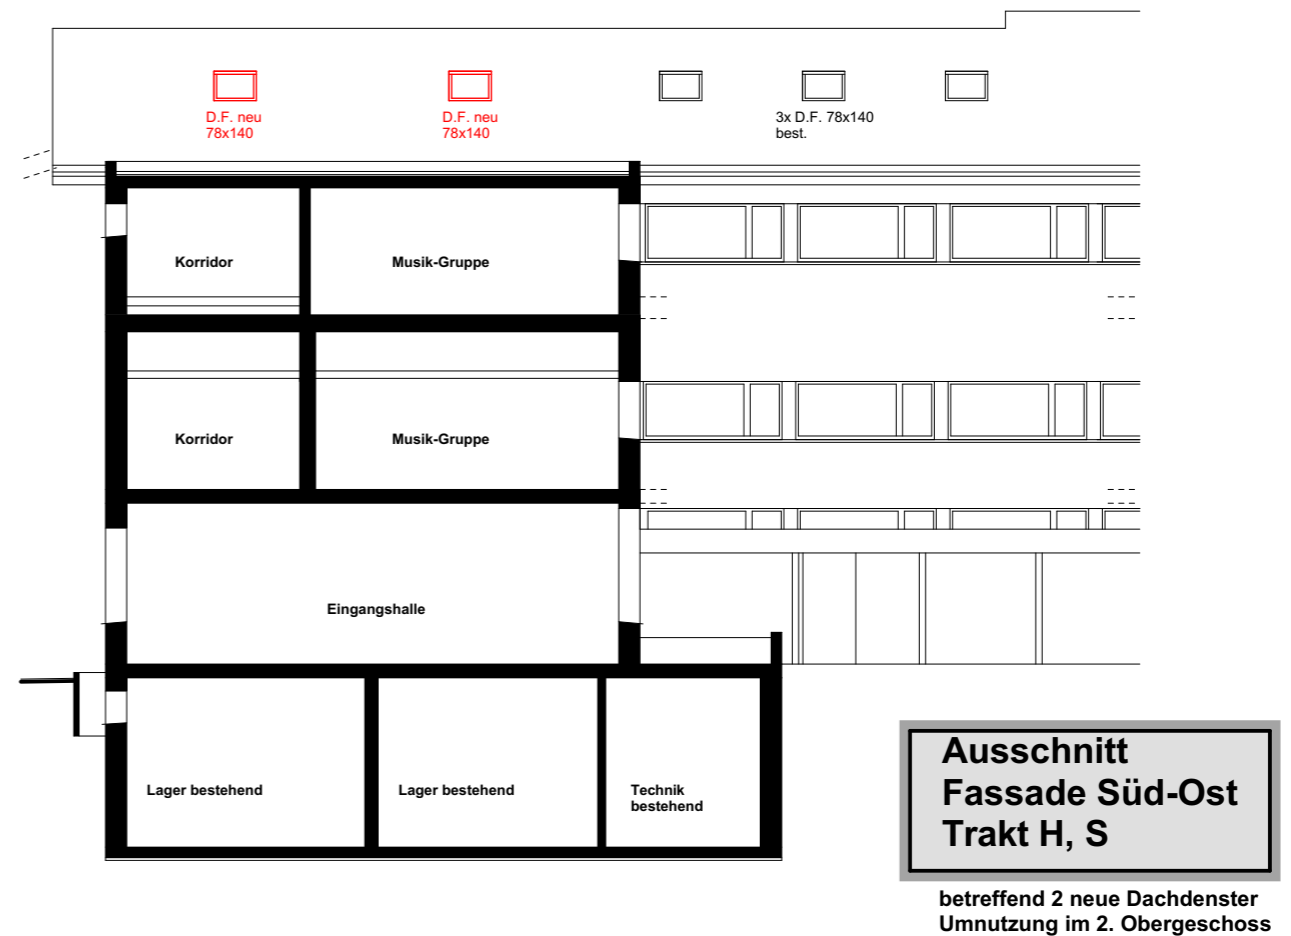 D.F. neu
78x140
D.F. neu
78x140
3x D.F. 78x140
best.
Korridor
Musik-Gruppe
Korridor
Musik-Gruppe
Eingangshalle
Lager bestehend
Lager bestehend
Technik
bestehend
Ausschnitt
Fassade Süd-Ost
Trakt H, S
betreffend 2 neue Dachdenster
Umnutzung im 2. Obergeschoss